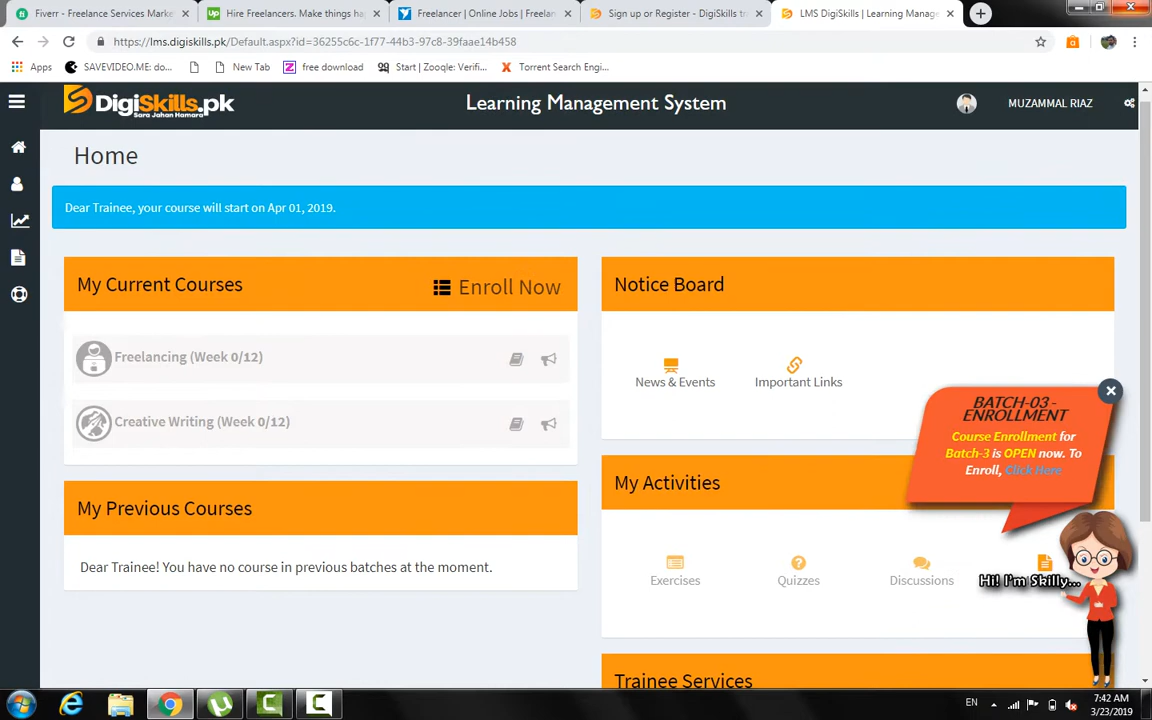 Fiverr - Freelance Services Marke
Hire Freelancers. Make things ha
Freelancer | Online Jobs | Freelan
Sign up or Register - DigiSkills t
LMS DigiSkills | Learning Manage
https://lms.digiskills.pk/Default.aspx?id=36255c6c-1f77-44b3-97c8-39faae14b458
Apps
SAVEVIDEO.ME: do...
New Tab
free download
Start | Zooqle: Verifi...
Torrent Search Engi...
DigiSkills.pk
Sara Jahan Hamara
Learning Management System
MUZAMMAL RIAZ
Home
Dear Trainee, your course will start on Apr 01, 2019.
My Current Courses
Enroll Now
Freelancing (Week 0/12)
Creative Writing (Week 0/12)
My Previous Courses
Dear Trainee! You have no course in previous batches at the moment.
Notice Board
News & Events
Important Links
BATCH-03 -
ENROLLMENT
Course Enrollment for
Batch-3 is OPEN now. To
Enroll, Click Here.
My Activities
Exercises
Quizzes
Discussions
Hi! I'm Skilly...
Trainee Services
EN
7:42 AM
3/23/2019